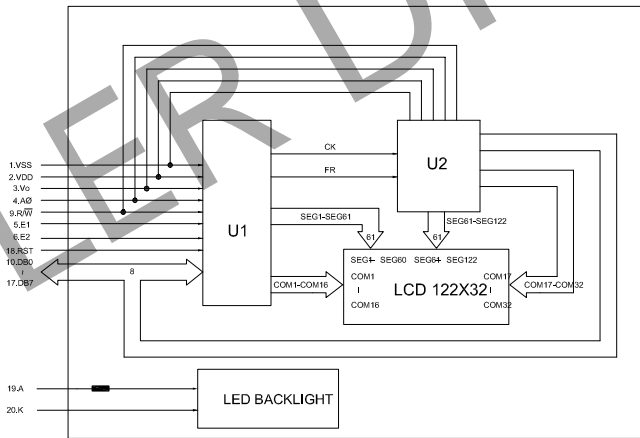 LER D
1.VSS
2.VDD
3.Vo
4.AØ
9.R/W
5.E1
6.E2
18.RST
10.DB0
~
17.DB7
8
U1
CK
FR
U2
SEG1-SEG61
61
SEG61-SEG122
61
SEG1- SEG60 SEG61- SEG122
COM1
~
COM16
LCD 122X32
COM17
~
COM32
COM1-COM16
COM17-COM32
19.A
20.K
LED BACKLIGHT